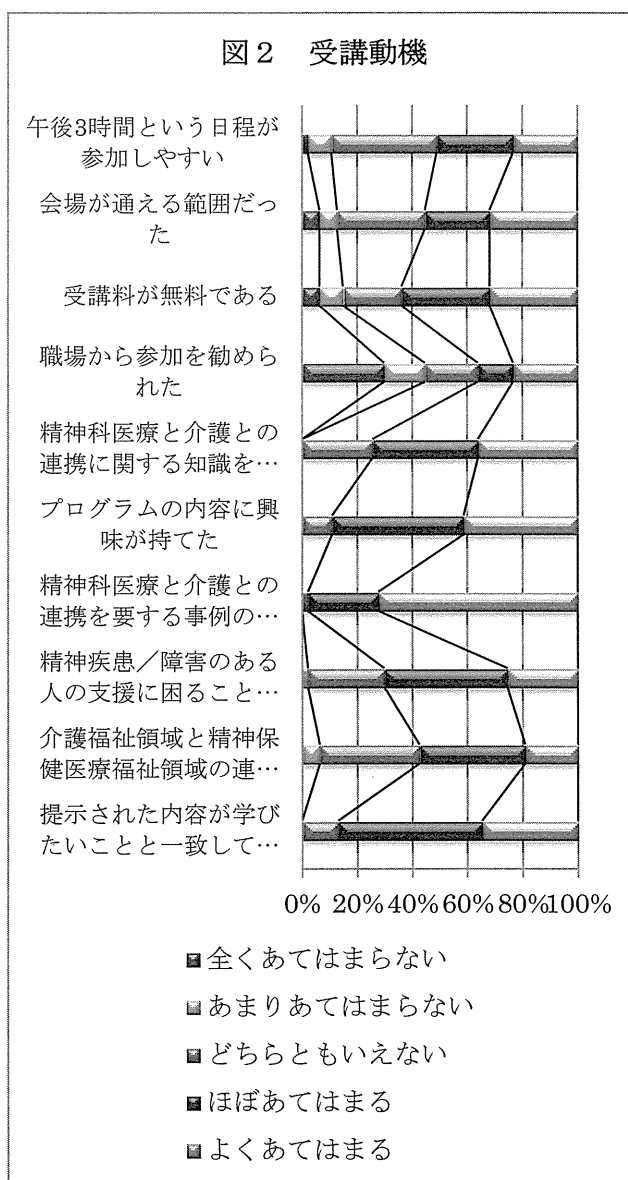 図２　受講動機
午後3時間という日程が
参加しやすい
会場が通える範囲だっ
た
受講料が無料である
職場から参加を勧めら
れた
精神科医療と介護との
連携に関する知識を…
プログラムの内容に興
味が持てた
精神科医療と介護との
連携を要する事例の…
精神疾患／障害のある
人の支援に困ること…
介護福祉領域と精神保
健医療福祉領域の連…
提示された内容が学び
たいことと一致して…
0% 20% 40% 60% 80% 100%
全くあてはまらない
あまりあてはまらない
どちらともいえない
ほぼあてはまる
よくあてはまる